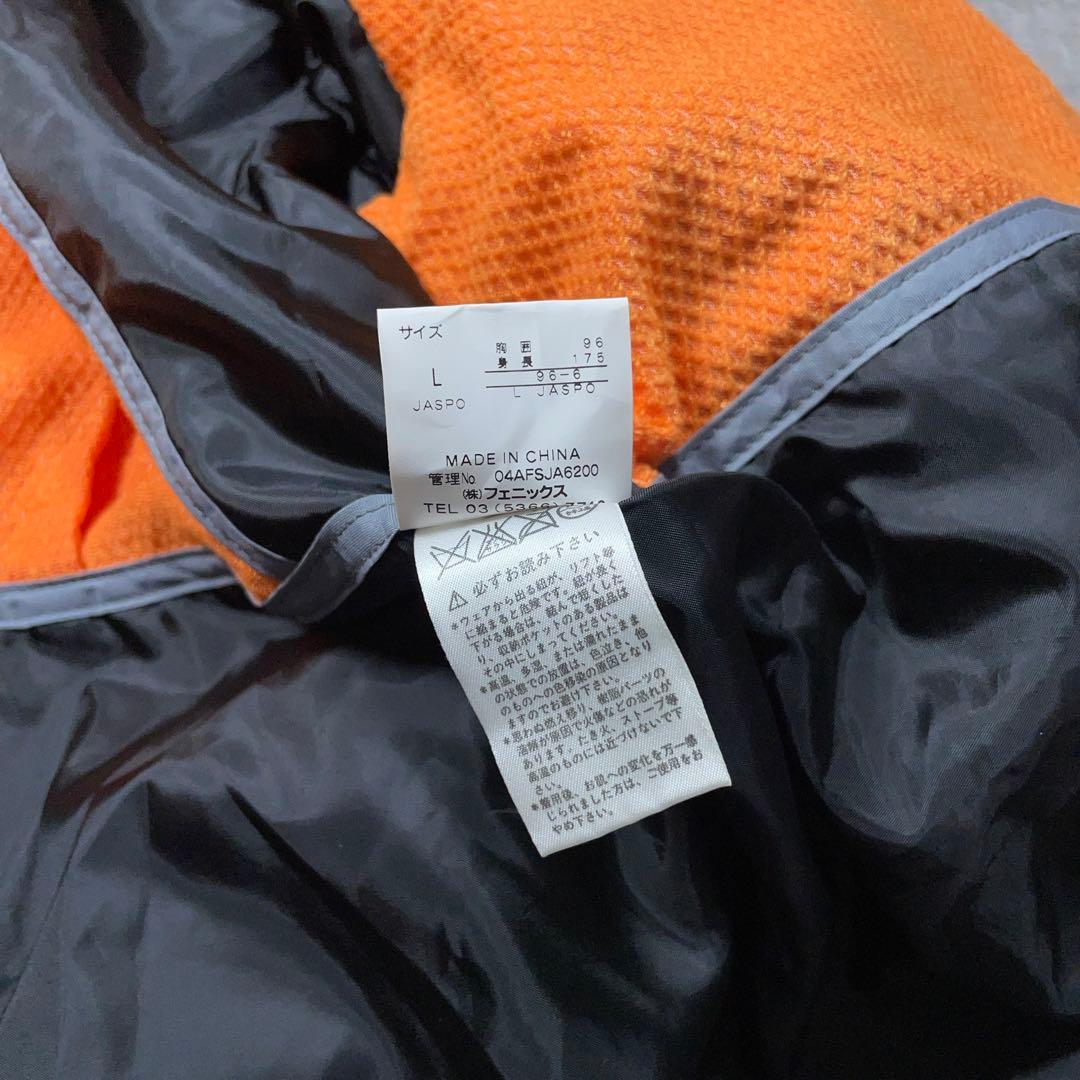 サイズ
胸囲 96
身長 175
L 96-6
JASPO L JASPO
MADE IN CHINA
管理No 04AFSJA6200
(株)フェニックス
TEL 03 (5366)
⚠ 必ずお読み下さい
*ウェアから出る紐が、リフト等
に絡まると危険です。紐が長く
下がる場合は、結んで短くした
り、収納ポケットのある製品は
その中にしまってください。
*高温、多湿、または濡れたまま
の状態での放置は、色泣き、他
のものへの色移染の原因となり
ますのでお避け下さい。
*思わぬ燃え移り、樹脂パーツの
溶解が原因で火傷などの恐れが
あります。たき火、ストーブ等
高温のものには近づけないで下
さい。
*着用後、お肌への変化を万一感
じられました方は、ご使用をお
やめ下さい。